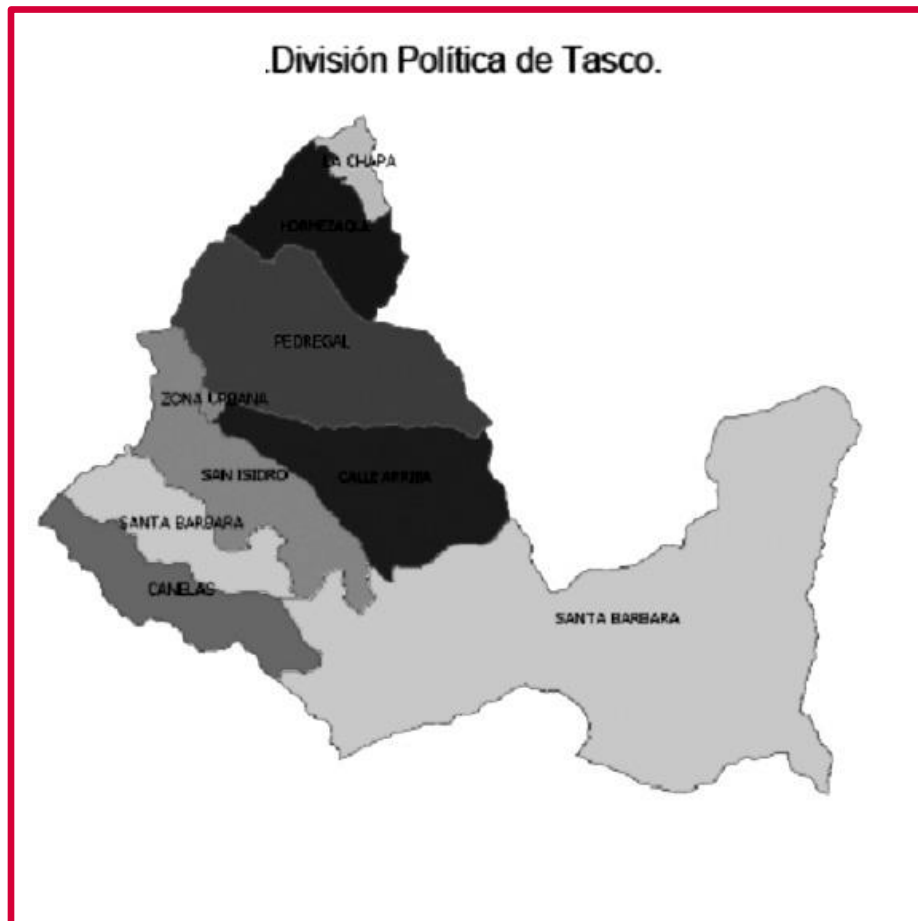 .División Política de Tasco.
LA CHAPA
HORMEZAQUE
PEDREGAL
ZONA URBANA
SAN ISIDRO
CALLE ARRIBA
SANTA BARBARA
CANELAS
SANTA BARBARA